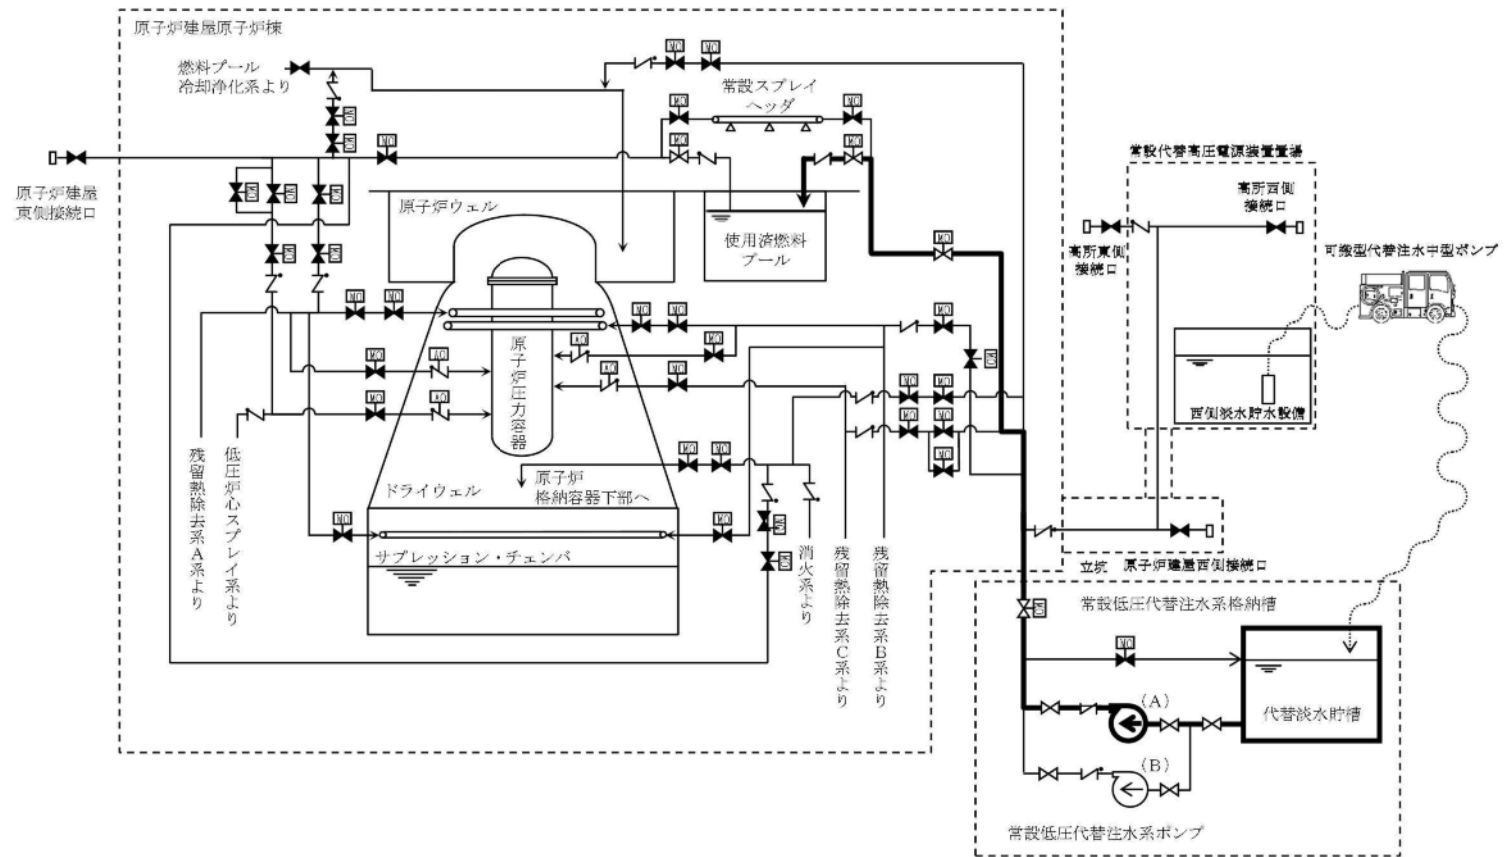 原子炉建屋原子炉棟
燃料プール
冷却浄化系より
常設スプレイ
ヘッダ
常設代替高圧電源装置置場
高所西側
接続口
原子炉建屋
東側接続口
原子炉ウェル
使用済燃料
プール
高所東側
接続口
可搬型代替注水中型ポンプ
原子炉圧力容器
西側淡水貯水設備
残留熱除去系A系より
低圧炉心スプレイ系より
ドライウェル
原子炉
格納容器下部へ
サプレッション・チェンバ
消火系より
残留熱除去系C系より
残留熱除去系B系より
立坑
原子炉建屋西側接続口
常設低圧代替注水系格納槽
(A)
代替淡水貯槽
(B)
常設低圧代替注水系ポンプ